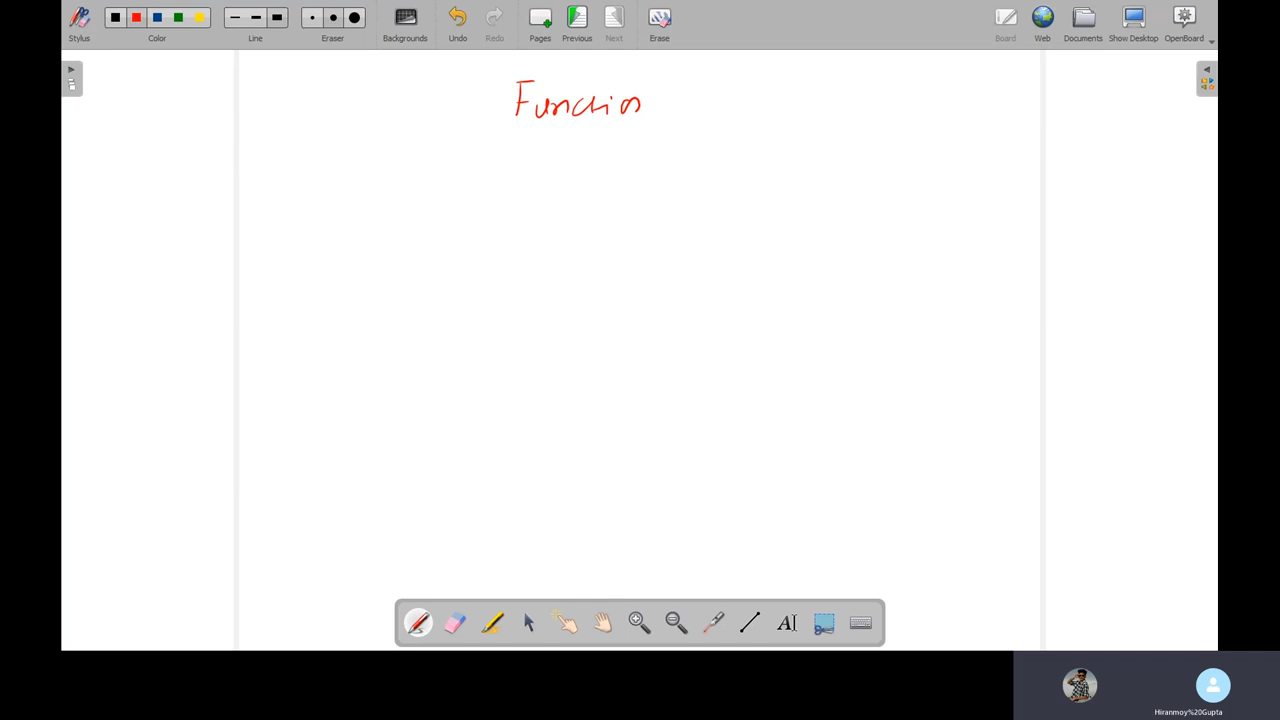 Stylus Color Line Eraser Backgrounds Undo Redo Pages Previous Next Erase Board Web Documents Show Desktop OpenBoard
Functio
A
Hiranmoy%20Gupta